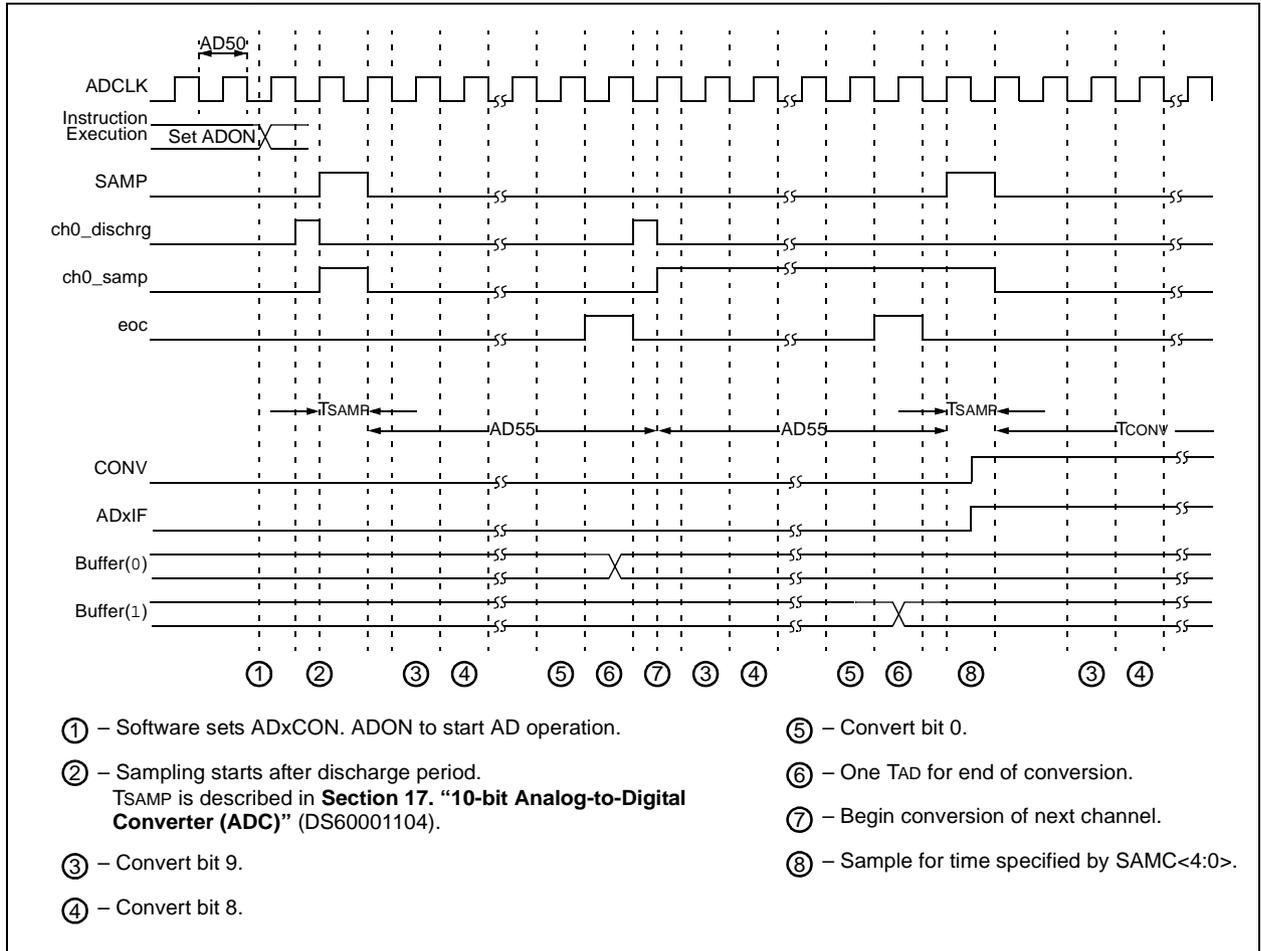 AD50
ADCLK
Instruction
Execution
Set ADON
SAMP
ch0_dischrg
ch0_samp
eoc
TSAMP
TSAMP
AD55
AD55
TCONV
CONV
ADxIF
Buffer(0)
Buffer(1)
1 2 3 4 5 6 7 3 4 5 6 8 3 4
1 – Software sets ADxCON. ADON to start AD operation.
2 – Sampling starts after discharge period.
TSAMP is described in Section 17. “10-bit Analog-to-Digital
Converter (ADC)” (DS60001104).
3 – Convert bit 9.
4 – Convert bit 8.
5 – Convert bit 0.
6 – One TAD for end of conversion.
7 – Begin conversion of next channel.
8 – Sample for time specified by SAMC<4:0>.